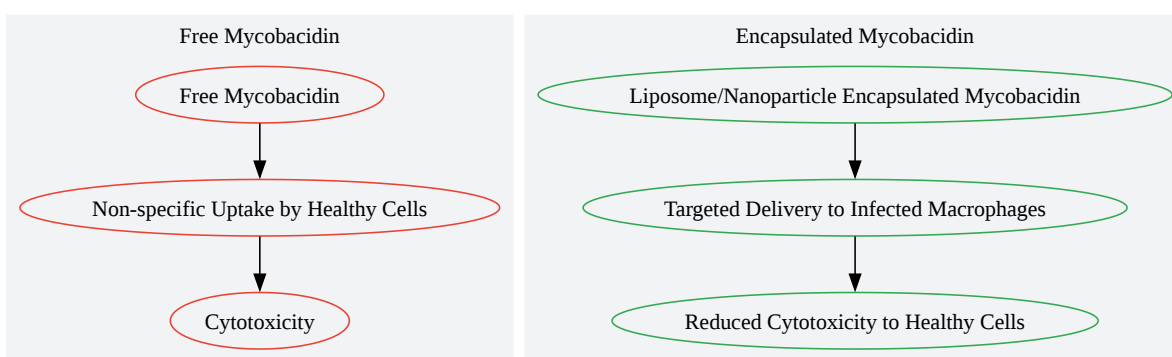 Free Mycobacidin
Free Mycobacidin
Non-specific Uptake by Healthy Cells
Cytotoxicity
Encapsulated Mycobacidin
Liposome/Nanoparticle Encapsulated Mycobacidin
Targeted Delivery to Infected Macrophages
Reduced Cytotoxicity to Healthy Cells